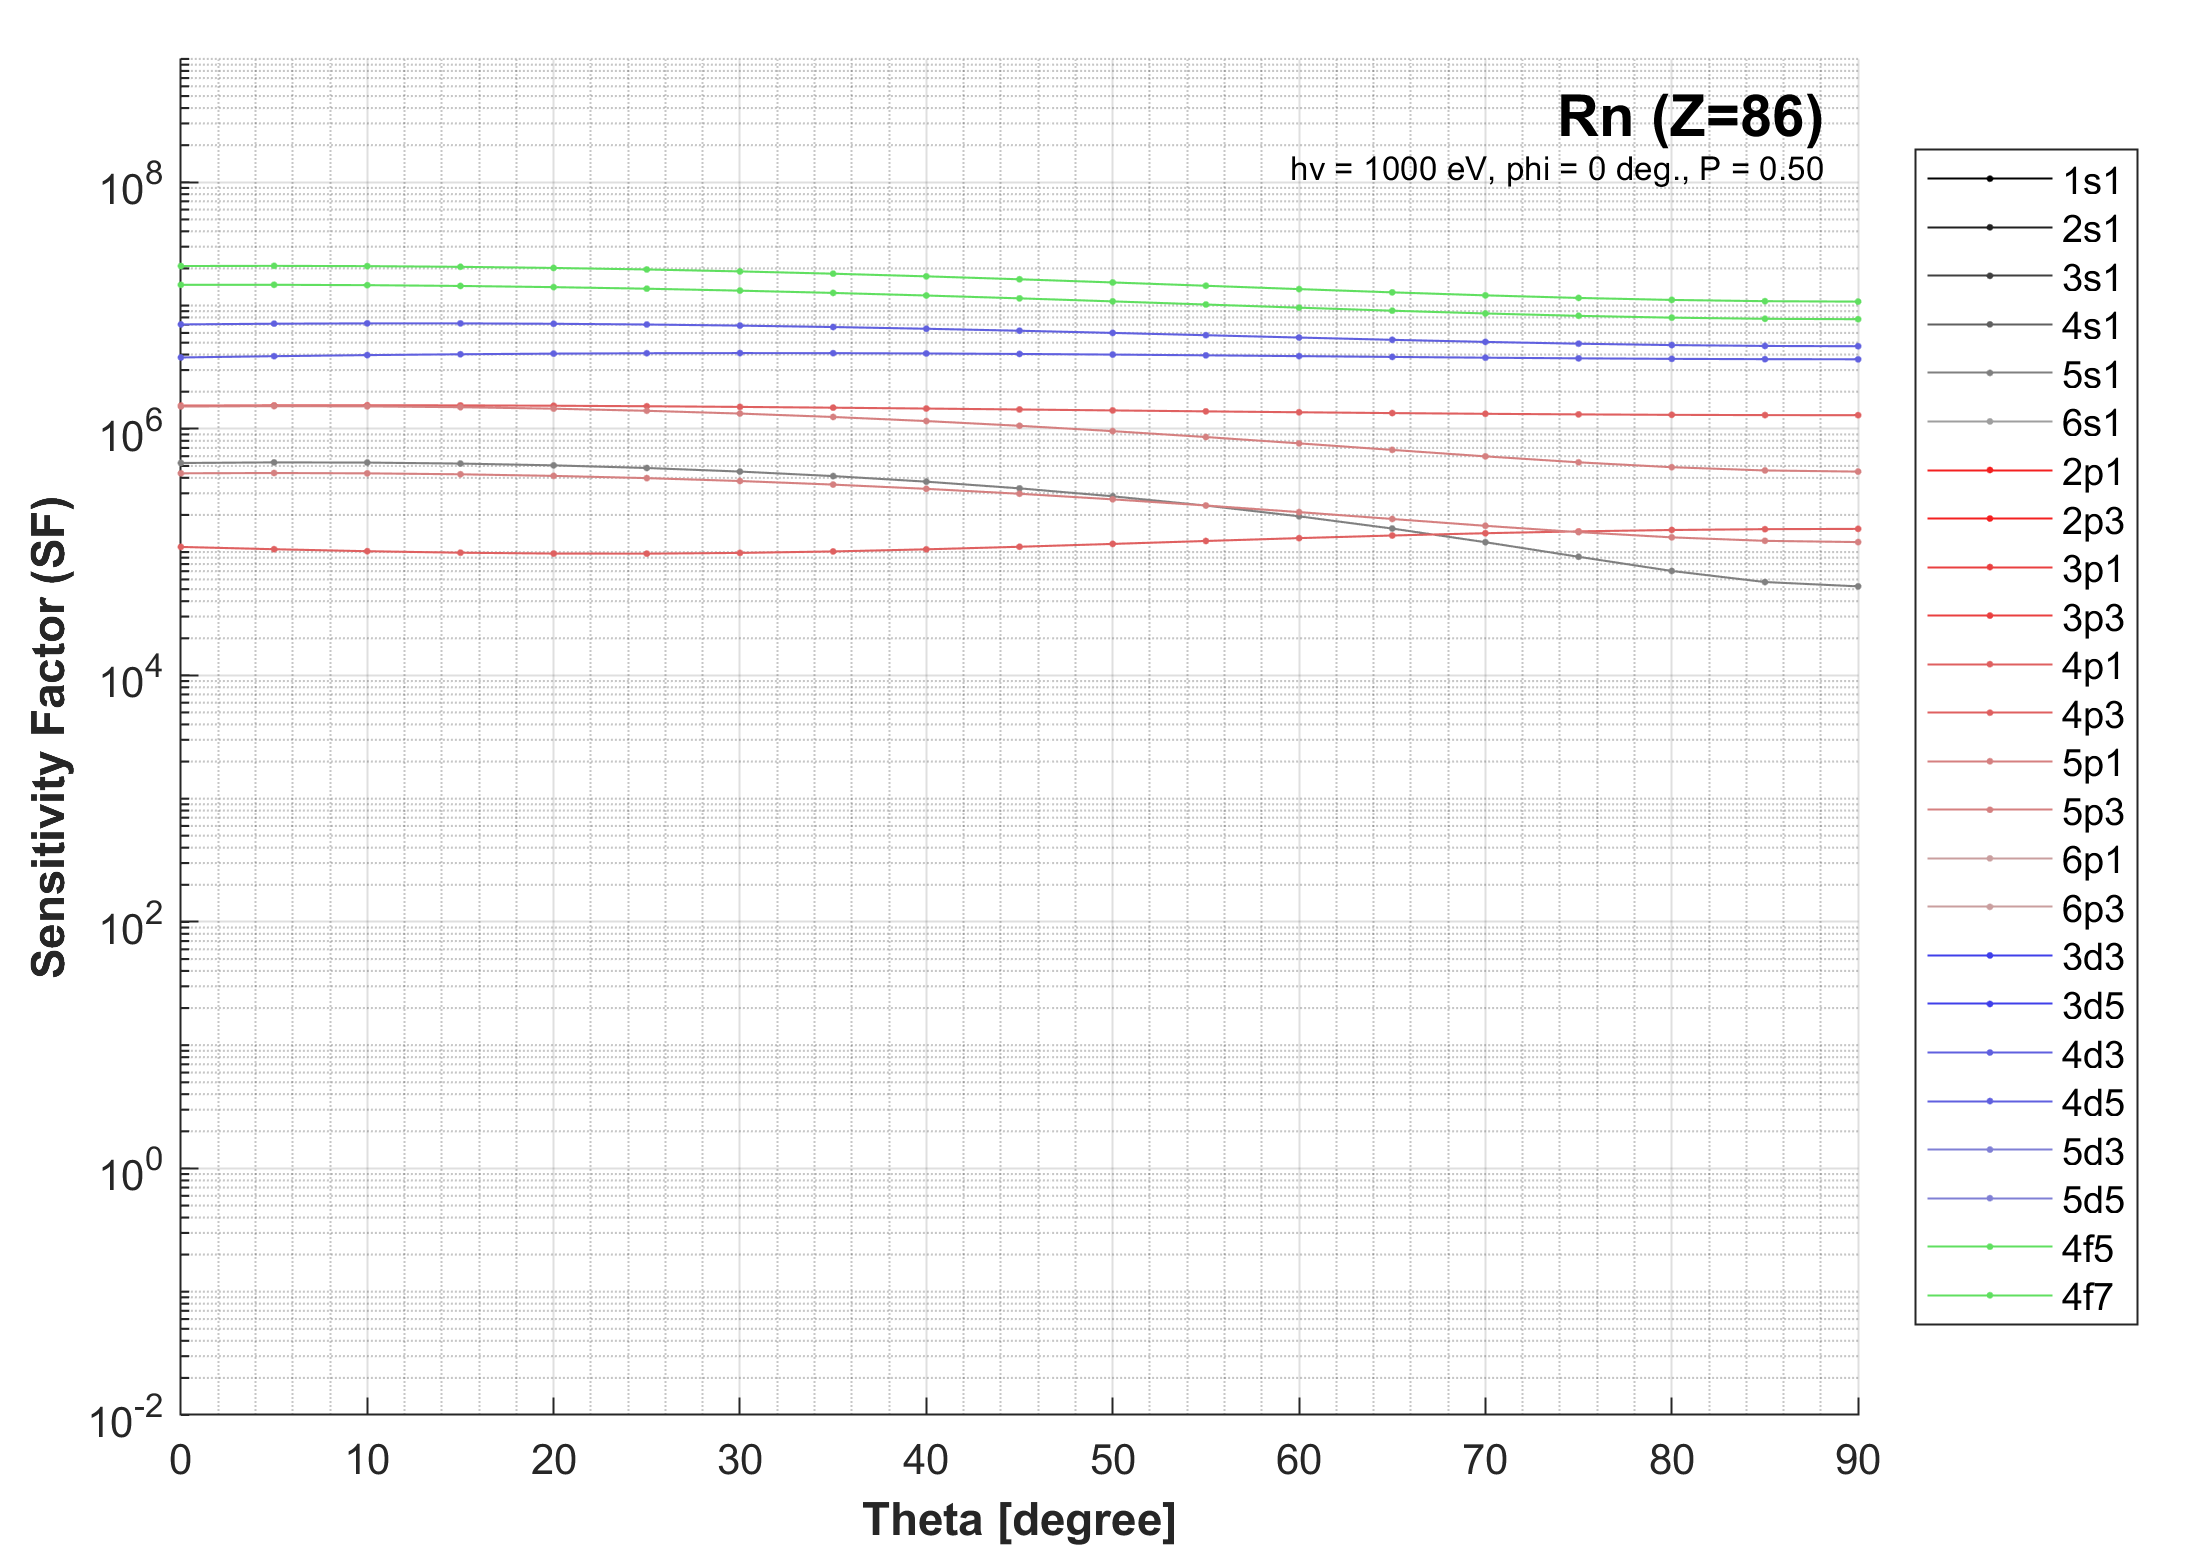 Rn (Z=86)
hv = 1000 eV, phi = 0 deg., P = 0.50
10^8
10^6
10^4
10^2
10^0
10^-2
Sensitivity Factor (SF)
0 10 20 30 40 50 60 70 80 90
Theta [degree]
1s1
2s1
3s1
4s1
5s1
6s1
2p1
2p3
3p1
3p3
4p1
4p3
5p1
5p3
6p1
6p3
3d3
3d5
4d3
4d5
5d3
5d5
4f5
4f7